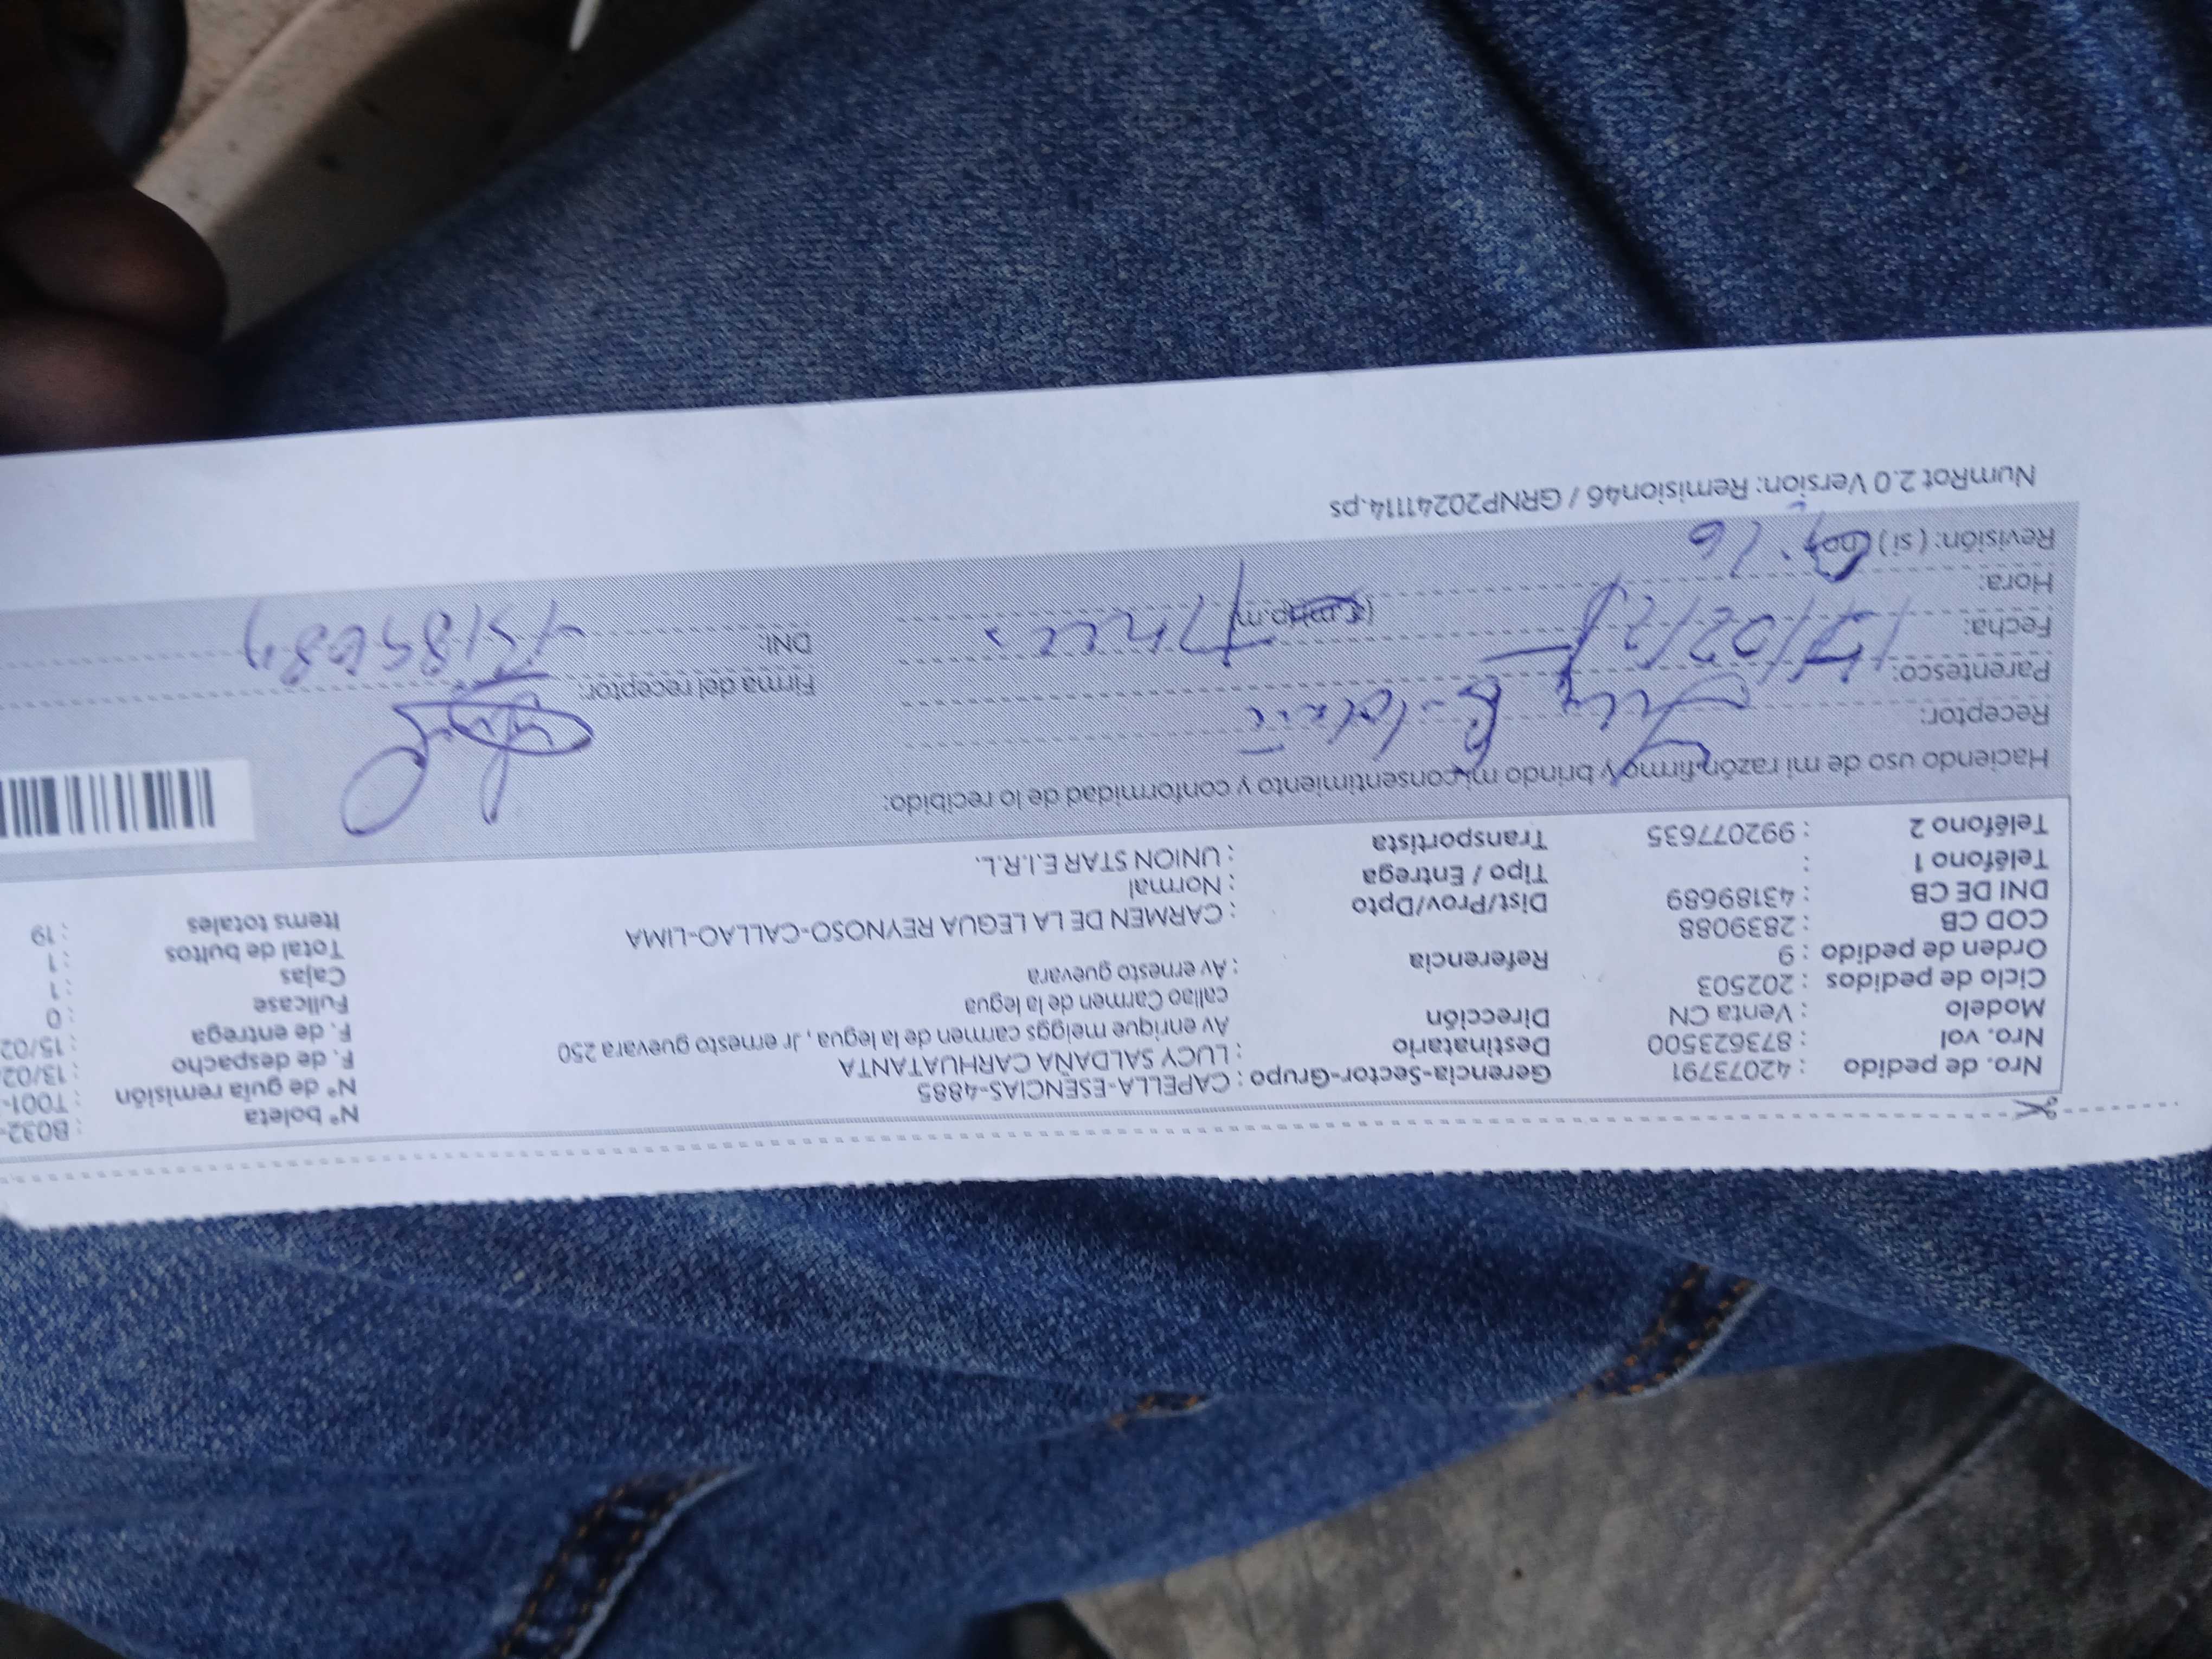 Nro. de pedido : 42073791 Gerencia-Sector-Grupo : CAPELLA-ESENCIAS-4885 N° boleta : B032-
Nro. vol : 873623500 Destinatario : LUCY SALDAÑA CARHUATANTA N° de guía remisión : T001-
Modelo : Venta CN Dirección Av enrique meiggs carmen de la legua , Jr ernesto guevara 250 F. de despacho : 13/02
Ciclo de pedidos : 202503 callao Carmen de la legua F. de entrega : 15/02
Orden de pedido : 9 Referencia : Av ernesto guevara Fullcase : 0
COD CB : 2839088 Dist/Prov/Dpto : CARMEN DE LA LEGUA REYNOSO-CALLAO-LIMA Cajas : 1
DNI DE CB : 43189689 Tipo / Entrega : Normal Total de bultos : 1
Teléfono 1 : Transportista : UNION STAR E.I.R.L. Items totales : 19
Teléfono 2 : 992077635
Haciendo uso de mi razón firmo y brindo mi consentimiento y conformidad de lo recibido:
Receptor:
Parentesco: Firma del receptor:
Fecha: DNI:
Hora:
Revisión: ( si )
NumRot 2.0 Version: Remision46 / GRNP20241114.ps